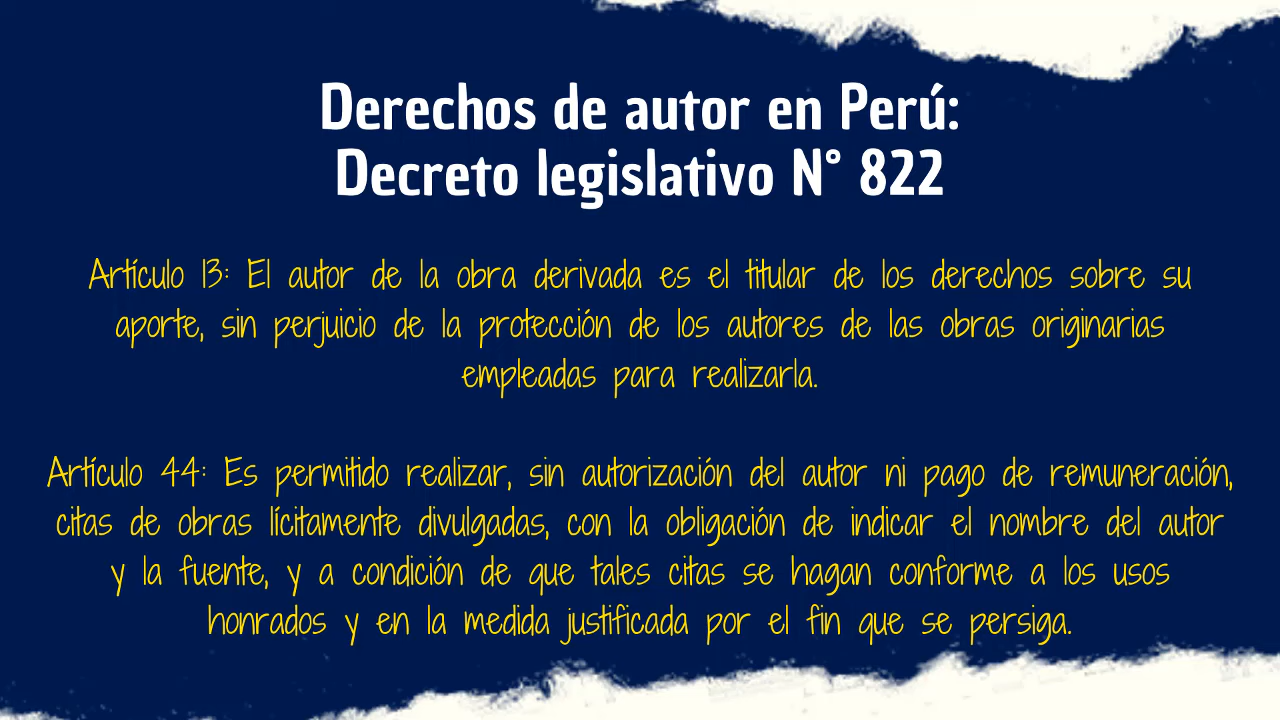 Derechos de autor en Perú:
Decreto legislativo N° 822
Artículo 13: El autor de la obra derivada es el titular de los derechos sobre su
aporte, sin perjuicio de la protección de los autores de las obras originarias
empleadas para realizarla.
Artículo 44: Es permitido realizar, sin autorización del autor ni pago de remuneración,
citas de obras lícitamente divulgadas, con la obligación de indicar el nombre del autor
y la fuente, y a condición de que tales citas se hagan conforme a los usos
honrados y en la medida justificada por el fin que se persiga.